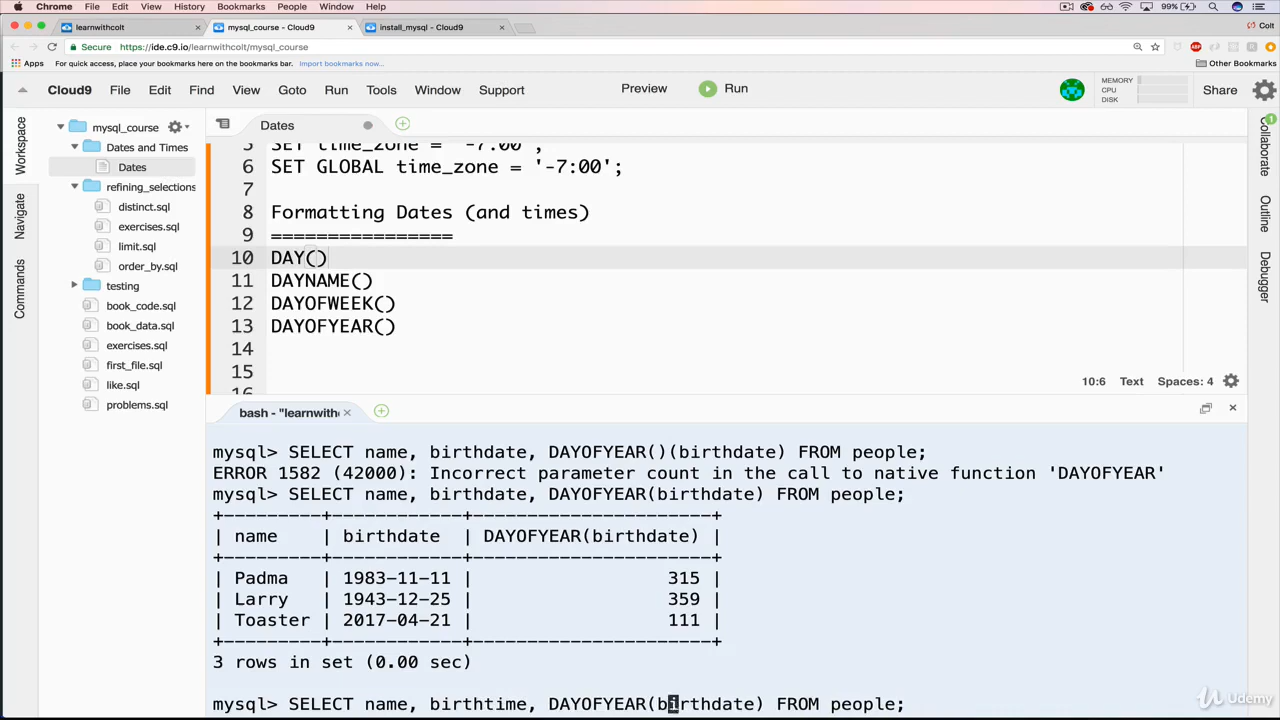 Chrome File Edit View History Bookmarks People Window Help 99%
learnwithcolt × mysql_course - Cloud9 × install_mysql - Cloud9 × Colt
Secure https://ide.c9.io/learnwithcolt/mysql_course
Apps For quick access, place your bookmarks here on the bookmarks bar. Import bookmarks now... Other Bookmarks
Cloud9 File Edit Find View Goto Run Tools Window Support Preview Run MEMORY CPU DISK Share
Workspace
Navigate
Commands
mysql_course
Dates and Times
Dates
refining_selections
distinct.sql
exercises.sql
limit.sql
order_by.sql
testing
book_code.sql
book_data.sql
exercises.sql
first_file.sql
like.sql
problems.sql
Dates
5 SET time_zone = '-7:00';
6 SET GLOBAL time_zone = '-7:00';
7
8 Formatting Dates (and times)
9 ================
10 DAY()
11 DAYNAME()
12 DAYOFWEEK()
13 DAYOFYEAR()
14
15
16
10:6 Text Spaces: 4
1
Collaborate
Outline
Debugger
bash - "learnwith ×
mysql> SELECT name, birthdate, DAYOFYEAR()(birthdate) FROM people;
ERROR 1582 (42000): Incorrect parameter count in the call to native function 'DAYOFYEAR'
mysql> SELECT name, birthdate, DAYOFYEAR(birthdate) FROM people;
+---------+------------+----------------------+
| name    | birthdate  | DAYOFYEAR(birthdate) |
+---------+------------+----------------------+
| Padma   | 1983-11-11 |                  315 |
| Larry   | 1943-12-25 |                  359 |
| Toaster | 2017-04-21 |                  111 |
+---------+------------+----------------------+
3 rows in set (0.00 sec)
mysql> SELECT name, birthtime, DAYOFYEAR(birthdate) FROM people;
Udemy